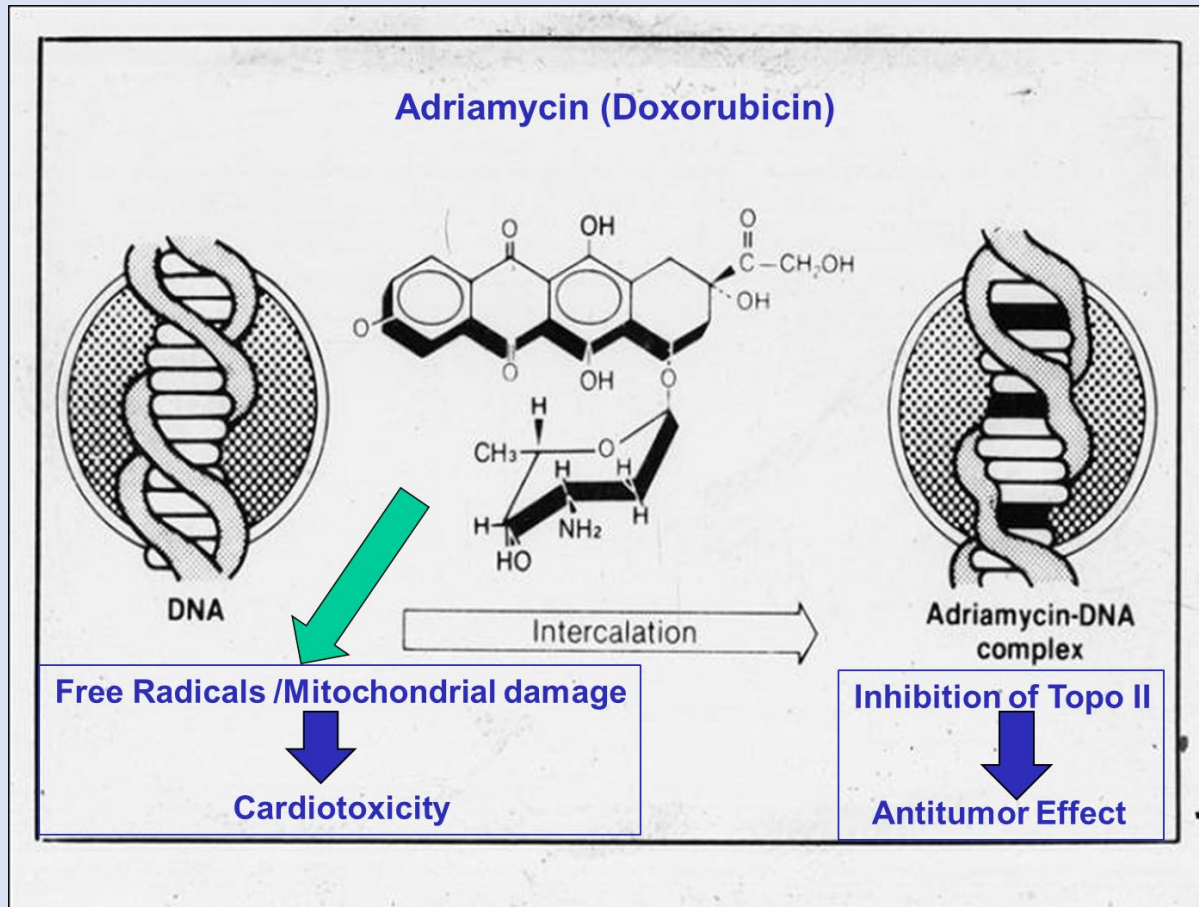 Adriamycin (Doxorubicin)
O
OH
O
C-CH₂OH
OH
O
O
OH
O
H
CH₃
O
H
H
H
NH₂
H
HO
DNA
Intercalation
Adriamycin-DNA
complex
Free Radicals /Mitochondrial damage
Cardiotoxicity
Inhibition of Topo II
Antitumor Effect